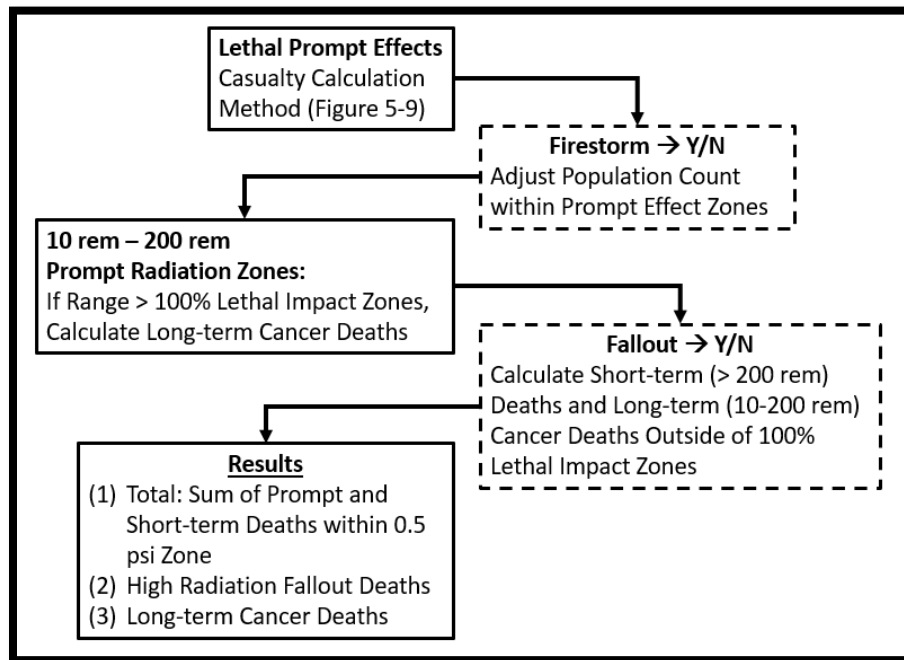 Lethal Prompt Effects
Casualty Calculation
Method (Figure 5-9)
Firestorm → Y/N
Adjust Population Count
within Prompt Effect Zones
10 rem – 200 rem
Prompt Radiation Zones:
If Range > 100% Lethal Impact Zones,
Calculate Long-term Cancer Deaths
Fallout → Y/N
Calculate Short-term (> 200 rem)
Deaths and Long-term (10-200 rem)
Cancer Deaths Outside of 100%
Lethal Impact Zones
Results
(1) Total: Sum of Prompt and
Short-term Deaths within 0.5
psi Zone
(2) High Radiation Fallout Deaths
(3) Long-term Cancer Deaths